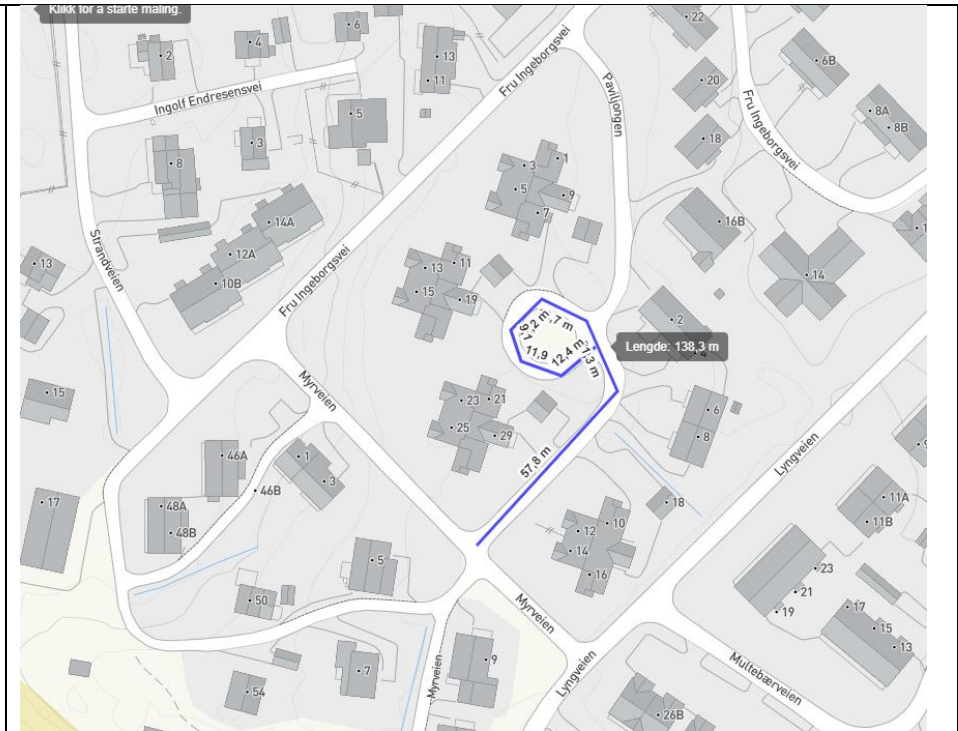 Klikk for å starte måling.
22
6
4
2
13
11
6B
20
Fru Ingeborgsvei
Paviljongen
Ingolf Endresensvei
5
3
8
18
8A
8B
Fru Ingeborgsvei
3
1
5
9
7
14A
16B
12A
Strandveien
13
11
13
15
19
10B
Fru Ingeborgsvei
14
2
Lengde: 138,3 m
12,4 m
11,9
57,8 m
Myrveien
15
23
21
25
29
6
8
Lyngveien
46A
1
3
46B
48A
48B
17
18
10
12
14
16
11A
11B
5
23
21
19
50
17
15
13
Myrveien
7
9
54
Myrveien
Lyngveien
Multebærveien
26B